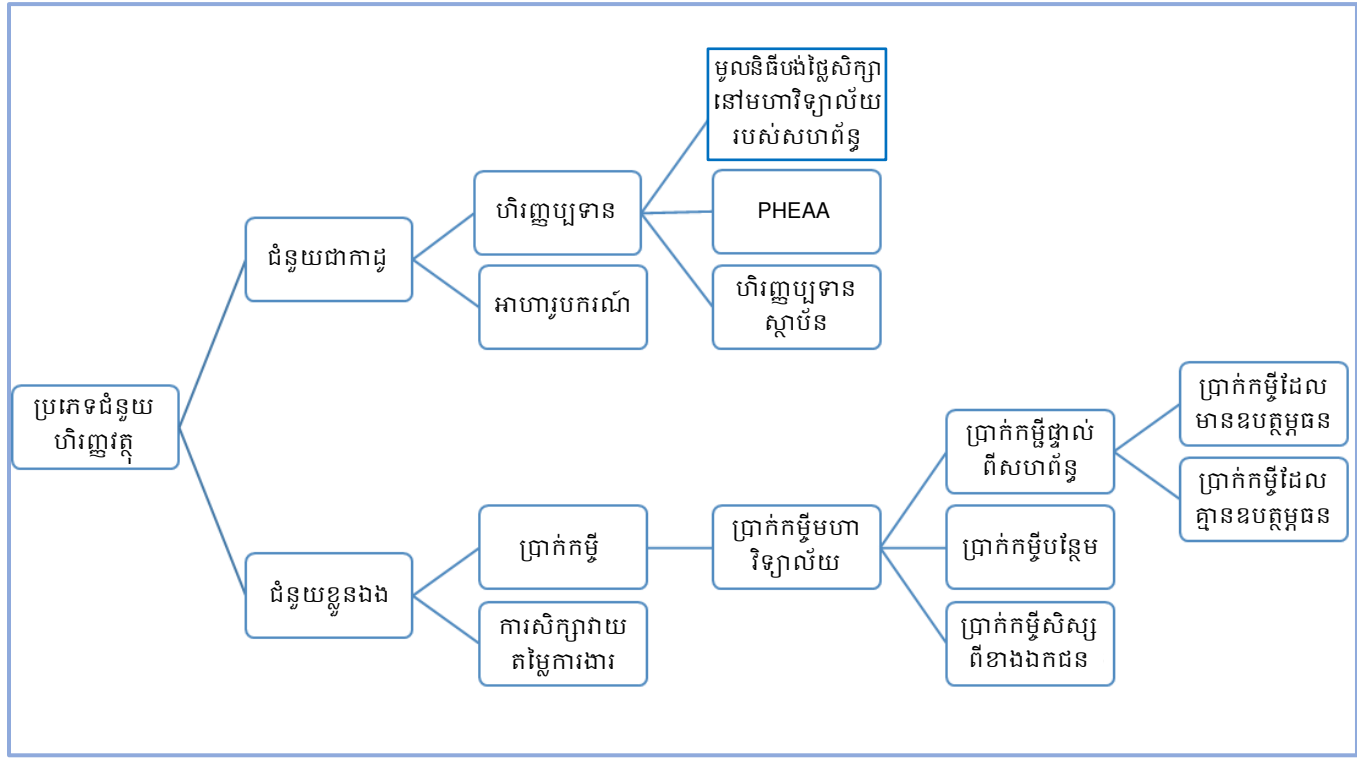 ប្រភេទជំនួយ
ហិរញ្ញវត្ថុ
ជំនួយជាកាដូ
ហិរញ្ញប្បទាន
មូលនិធីបង់ថ្លៃសិក្សា
នៅមហាវិទ្យាល័យ
របស់សហព័ន្ធ
PHEAA
ហិរញ្ញប្បទាន
ស្ថាប័ន
អាហារូបករណ៍
ជំនួយខ្លួនឯង
ប្រាក់កម្ចី
ប្រាក់កម្ចីមហា
វិទ្យាល័យ
ប្រាក់កម្ជីផ្ទាល់
ពីសហព័ន្ធ
ប្រាក់កម្ចីដែល
មានឧបត្ថម្ភធន
ប្រាក់កម្ចីដែល
គ្មានឧបត្ថម្ភធន
ប្រាក់កម្ចីបន្ថែម
ប្រាក់កម្ចីសិស្ស
ពីខាងឯកជន
ការសិក្សាវាយ
តម្លៃការងារ